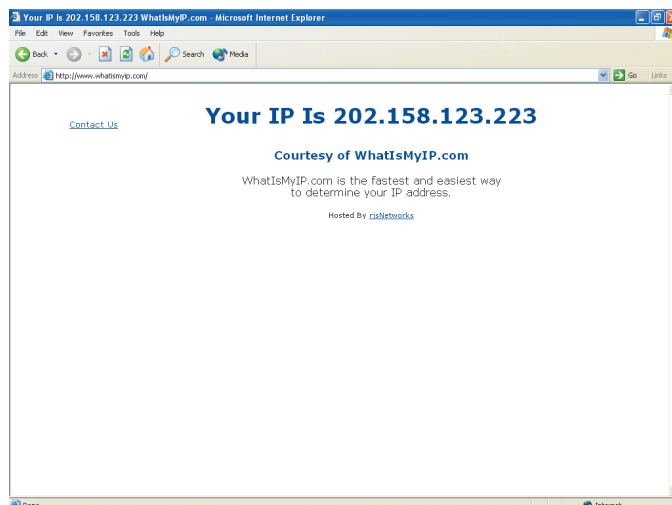 Your IP Is 202.158.123.223 WhatIsMyIP.com - Microsoft Internet Explorer
File Edit View Favorites Tools Help
Back Search Media
Address http://www.whatismyip.com/ Go Links
Your IP Is 202.158.123.223
Contact Us
Courtesy of WhatIsMyIP.com
WhatIsMyIP.com is the fastest and easiest way
to determine your IP address.
Hosted By rjsNetworks
Done Internet